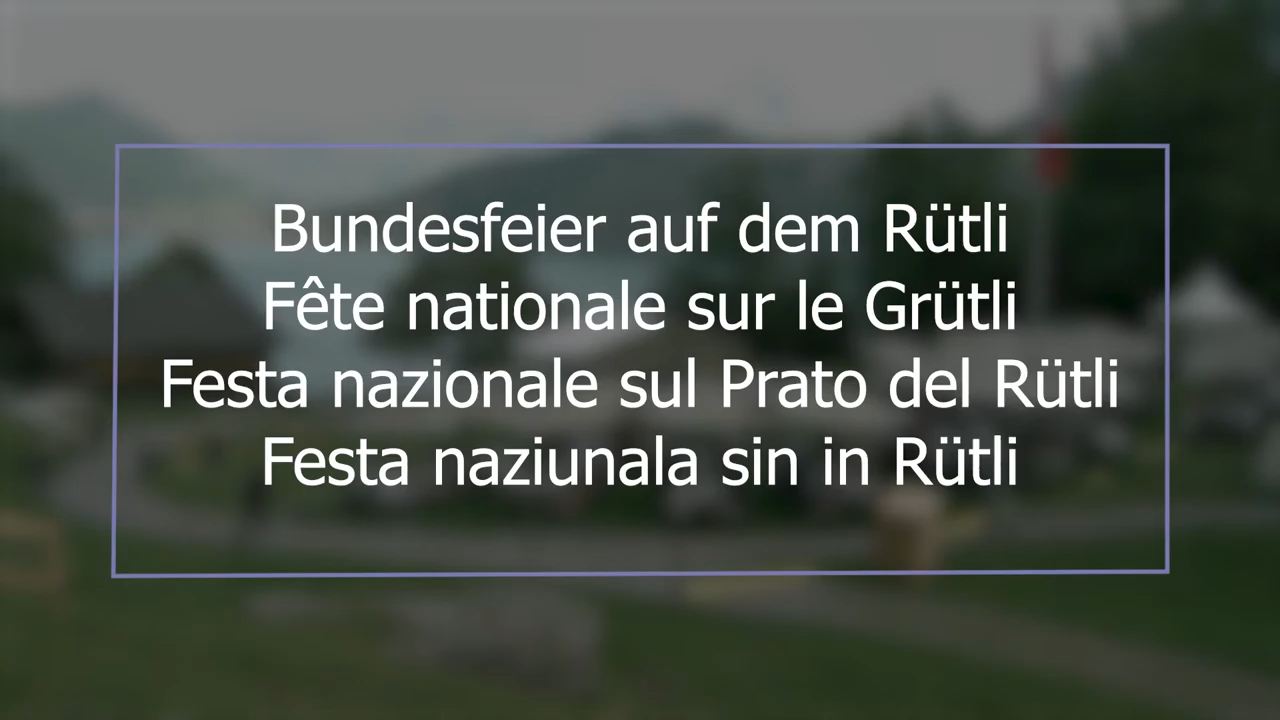 Bundesfeier auf dem Rütli
Fête nationale sur le Grütli
Festa nazionale sul Prato del Rütli
Festa naziunala sin in Rütli